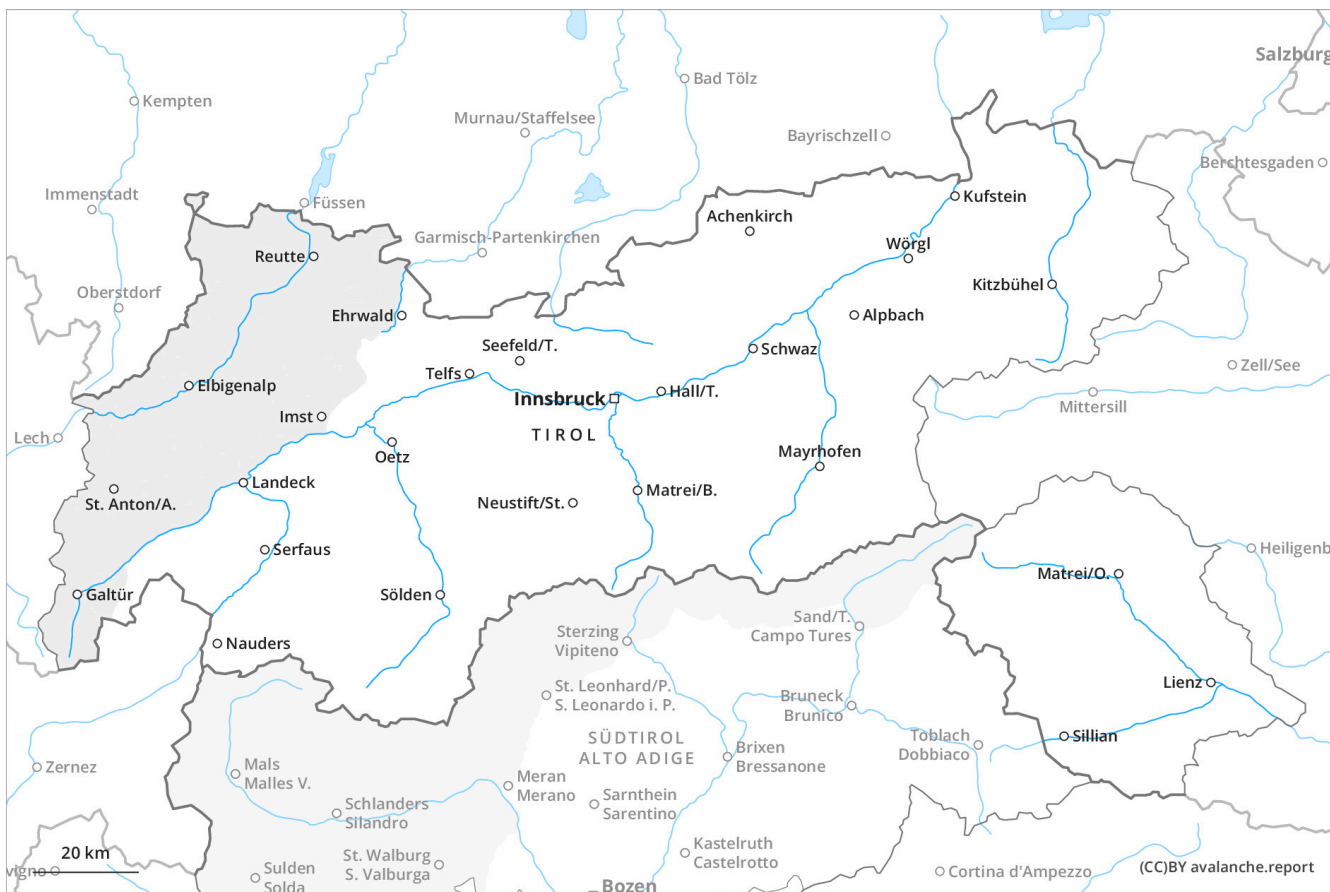 Salzburg
Bad Tölz
Kempten
Murnau/Staffelsee
Bayrischzell
Berchtesgaden
Immenstadt
Füssen
Kufstein
Achenkirch
Garmisch-Partenkirchen
Wörgl
Reutte
Oberstdorf
Kitzbühel
Ehrwald
Alpbach
Seefeld/T.
Schwaz
Zell/See
Telfs
Elbigenalp
Hall/T.
Innsbruck
Mittersill
Imst
TIROL
Lech
Oetz
Mayrhofen
Landeck
Matrei/B.
St. Anton/A.
Neustift/St.
Serfaus
Heiligenb
Matrei/O.
Galtür
Sölden
Sand/T.
Campo Tures
Sterzing
Vipiteno
Nauders
Lienz
St. Leonhard/P.
S. Leonardo i. P.
Bruneck
Brunico
SÜDTIROL
ALTO ADIGE
Toblach
Dobbiaco
Sillian
Brixen
Bressanone
Zernez
Mals
Malles V.
Meran
Merano
Sarnthein
Sarentino
Schlanders
Silandro
Kastelruth
Castelrotto
20 km
St. Walburg
S. Valburga
vigno
Sulden
Solda
Cortina d'Ampezzo
(CC)BY avalanche.report
Bozen